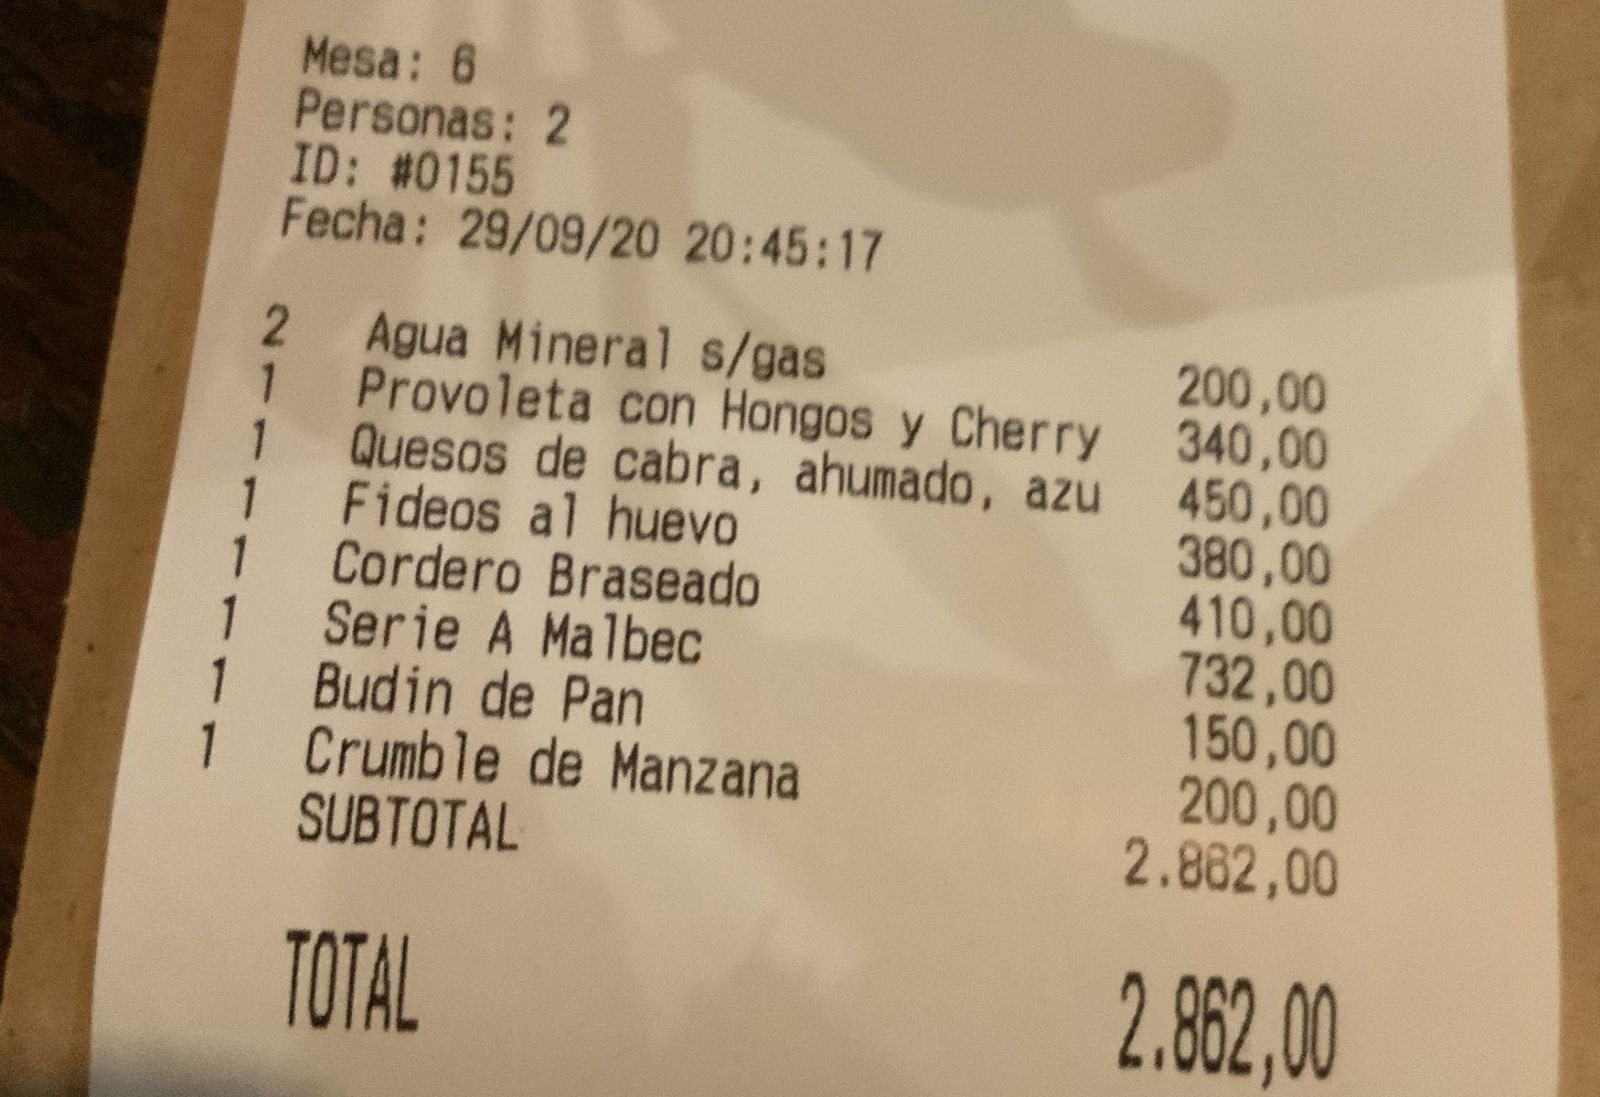 Mesa: 6
Personas: 2
ID: #0155
Fecha: 29/09/20 20:45:17
2 Agua Mineral s/gas 200,00
1 Provoleta con Hongos y Cherry 340,00
1 Quesos de cabra, ahumado, azu 450,00
1 Fideos al huevo 380,00
1 Cordero Braseado 410,00
1 Serie A Malbec 732,00
1 Budin de Pan 150,00
1 Crumble de Manzana 200,00
SUBTOTAL 2.862,00
TOTAL 2.862,00